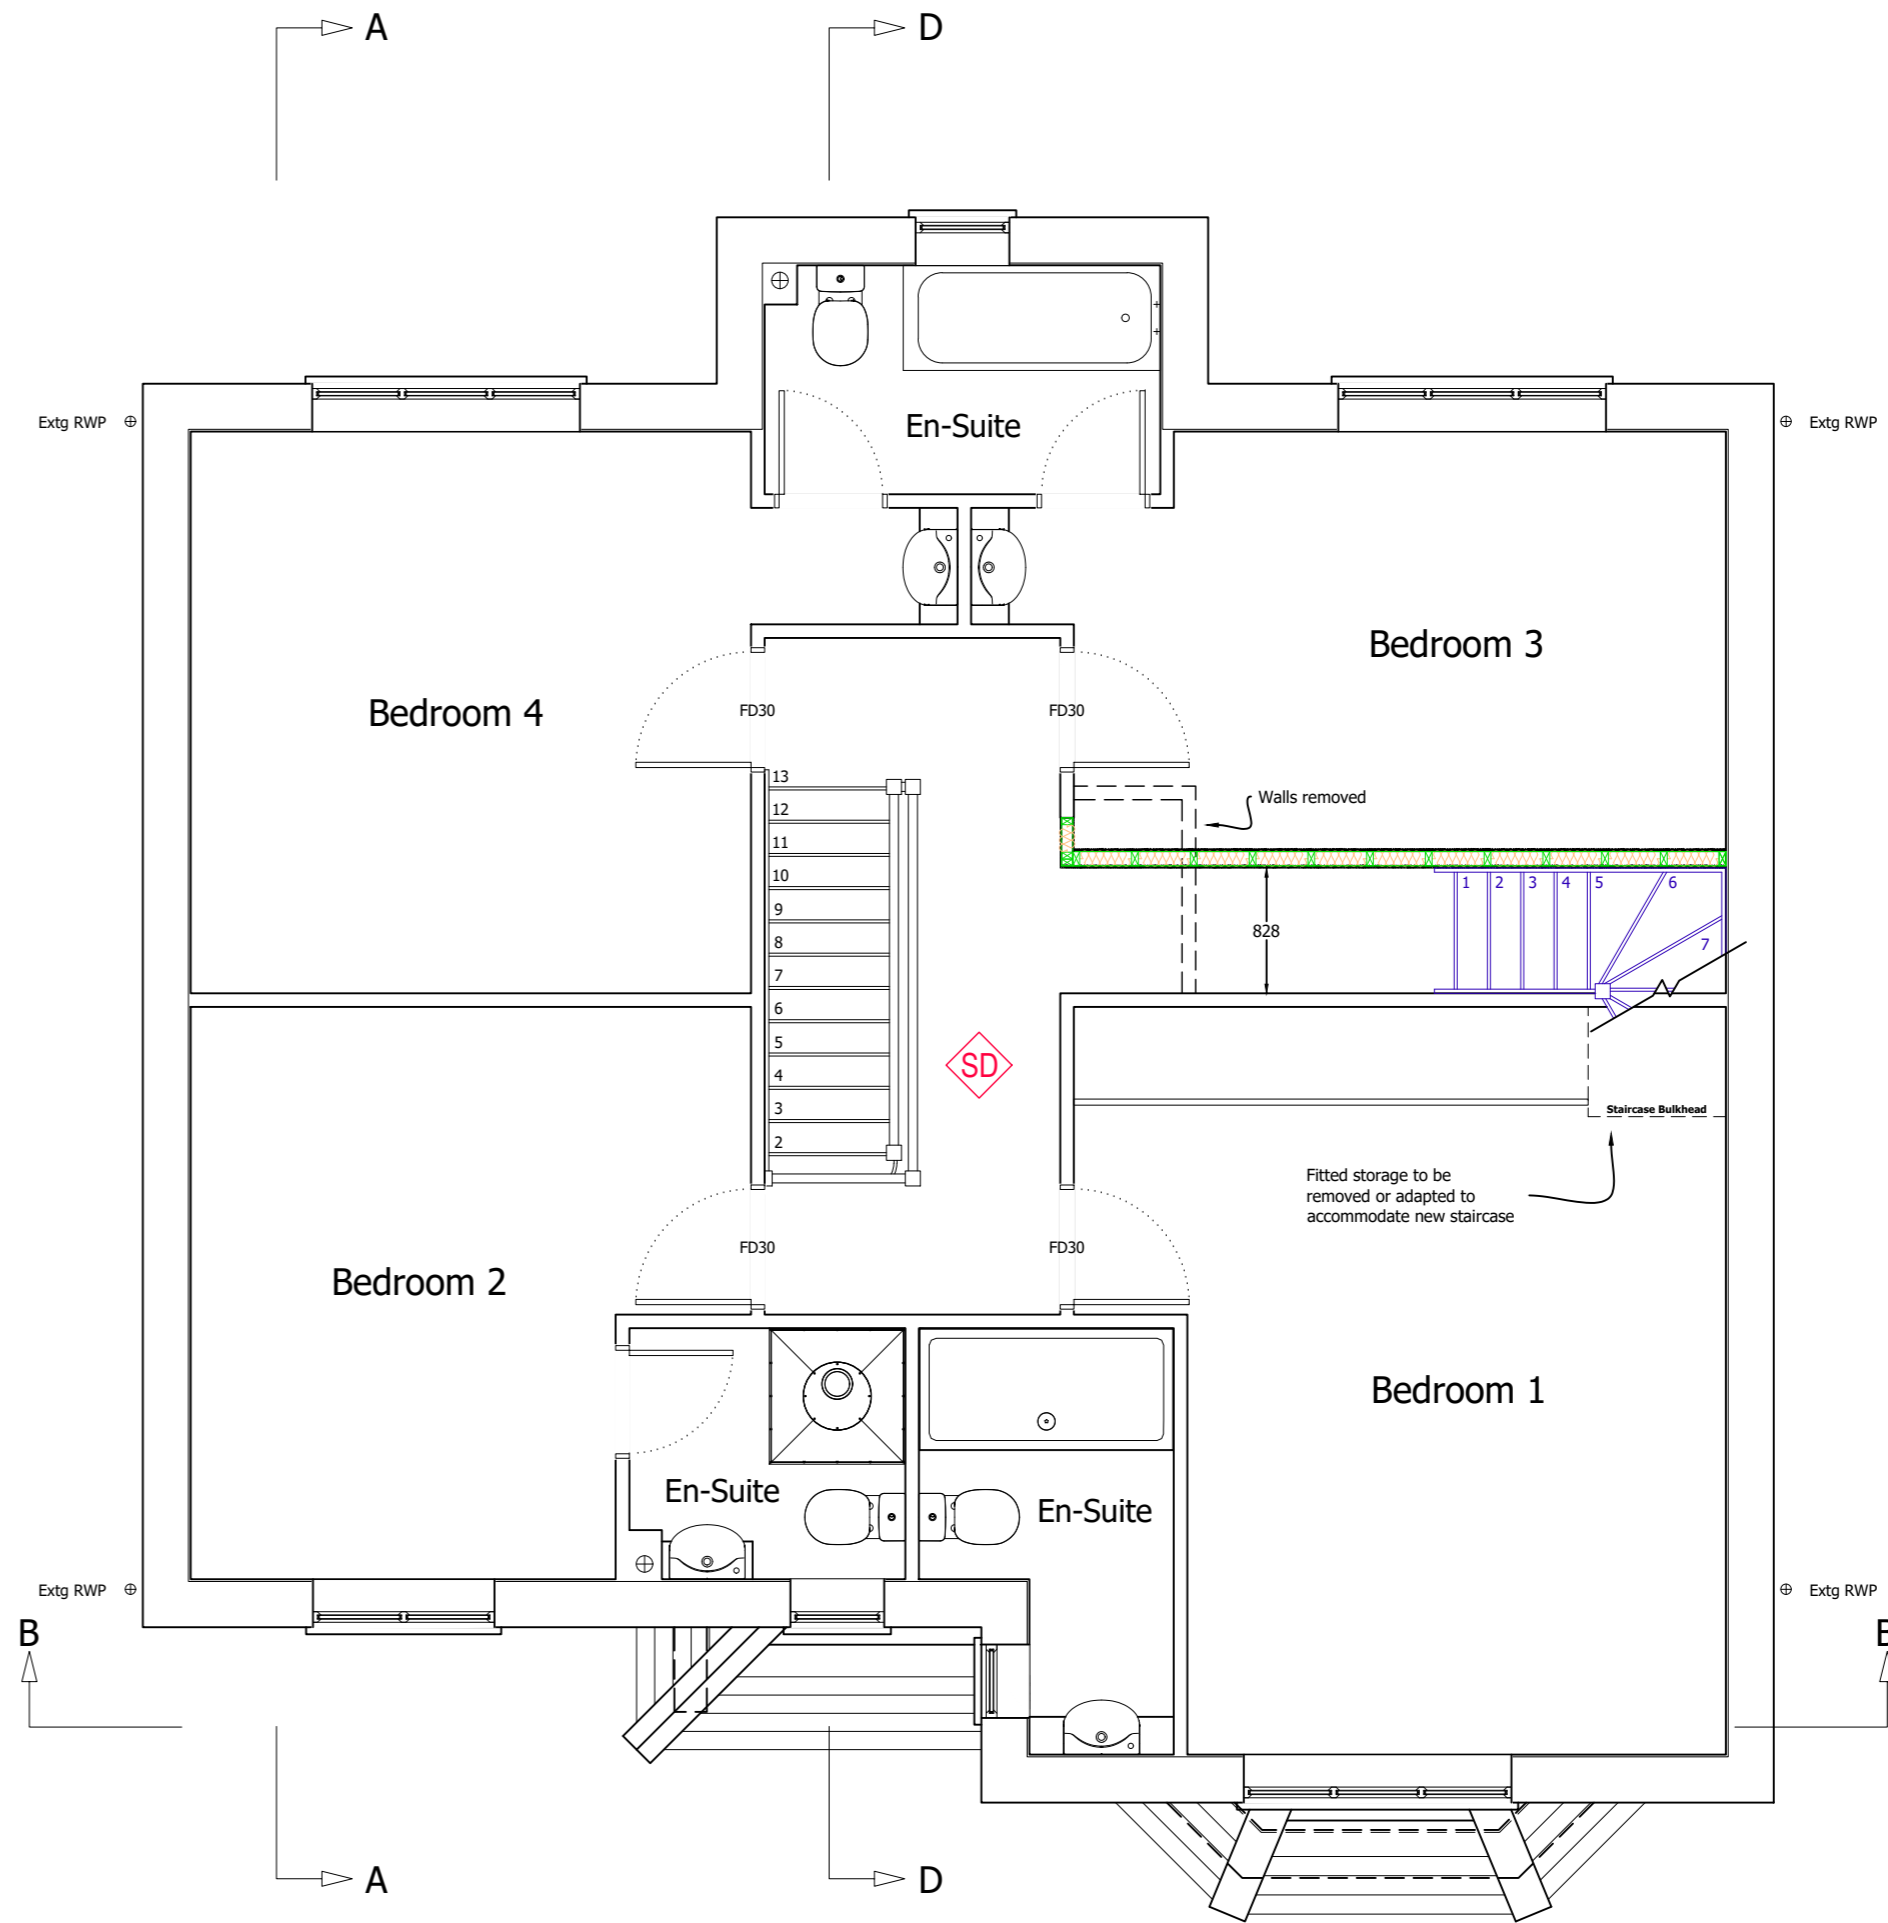 A
D
Extg RWP
En-Suite
Extg RWP
Bedroom 3
Bedroom 4
FD30
FD30
13
12
11
10
9
8
7
6
5
4
3
2
Walls removed
1
2
3
4
5
6
7
828
SD
Staircase Bulkhead
Fitted storage to be
removed or adapted to
accommodate new staircase
FD30
FD30
Bedroom 2
Bedroom 1
En-Suite
En-Suite
Extg RWP
Extg RWP
B
A
D